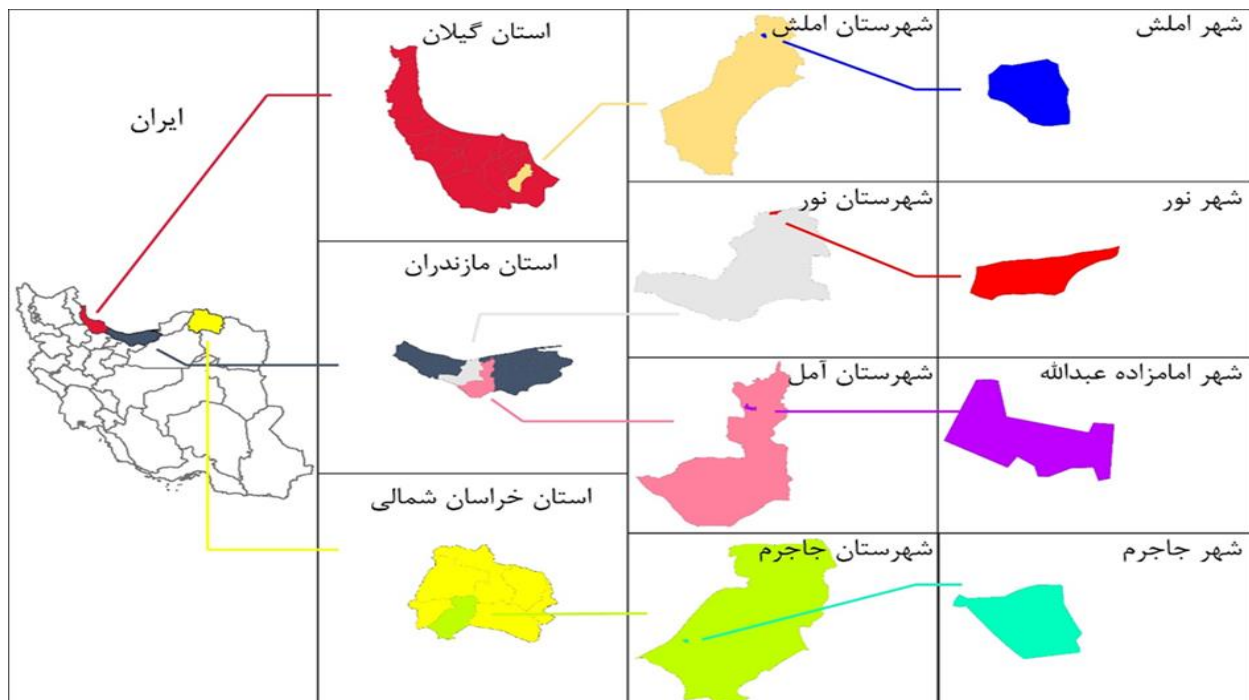 ایران
استان گیلان
استان مازندران
استان خراسان شمالی
شهرستان املش
شهرستان نور
شهرستان آمل
شهرستان جاجرم
شهر املش
شهر نور
شهر امامزاده عبدالله
شهر جاجرم